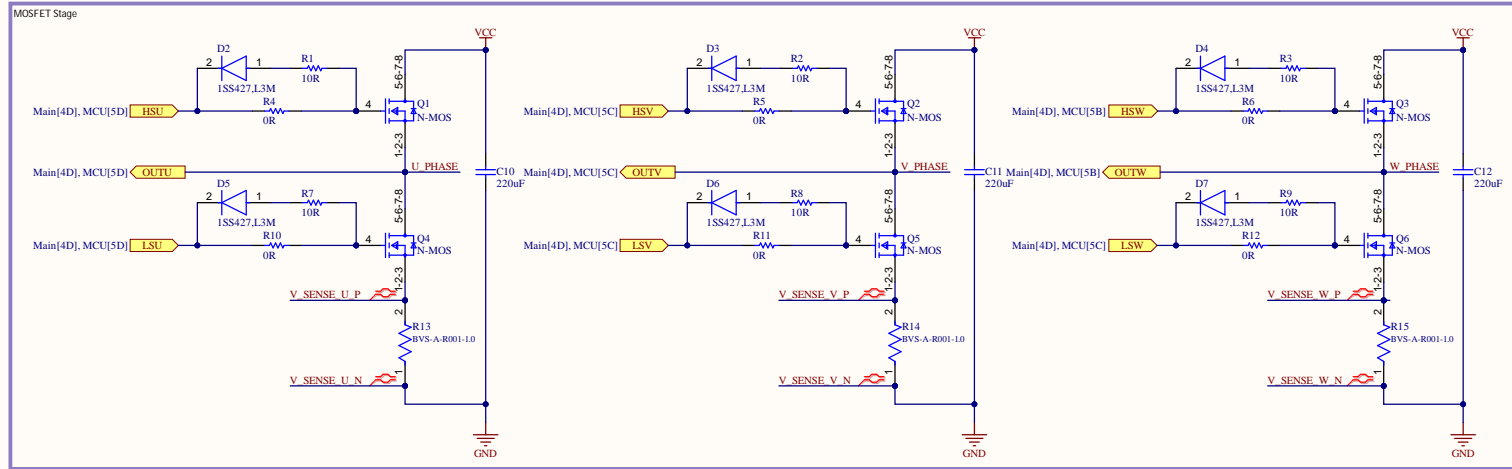 MOSFET Stage
VCC
D2
2
1
1SS427,L3M
R1
10R
Main[4D], MCU[5D]
HSU
R4
0R
4
5-6-7-8
Q1
N-MOS
1-2-3
Main[4D], MCU[5D]
OUTU
U_PHASE
C10
220uF
D5
2
1
1SS427,L3M
R7
10R
Main[4D], MCU[5D]
LSU
R10
0R
4
5-6-7-8
Q4
N-MOS
1-2-3
V_SENSE_U_P
2
R13
BVS-A-R001-1.0
1
V_SENSE_U_N
GND
VCC
D3
2
1
1SS427,L3M
R2
10R
Main[4D], MCU[5C]
HSV
R5
0R
4
5-6-7-8
Q2
N-MOS
1-2-3
Main[4D], MCU[5C]
OUTV
V_PHASE
C11
220uF
D6
2
1
1SS427,L3M
R8
10R
Main[4D], MCU[5C]
LSV
R11
0R
4
5-6-7-8
Q5
N-MOS
1-2-3
V_SENSE_V_P
2
R14
BVS-A-R001-1.0
1
V_SENSE_V_N
GND
VCC
D4
2
1
1SS427,L3M
R3
10R
Main[4D], MCU[5B]
HSW
R6
0R
4
5-6-7-8
Q3
N-MOS
1-2-3
Main[4D], MCU[5B]
OUTW
W_PHASE
C12
220uF
D7
2
1
1SS427,L3M
R9
10R
Main[4D], MCU[5C]
LSW
R12
0R
4
5-6-7-8
Q6
N-MOS
1-2-3
V_SENSE_W_P
2
R15
BVS-A-R001-1.0
1
V_SENSE_W_N
GND